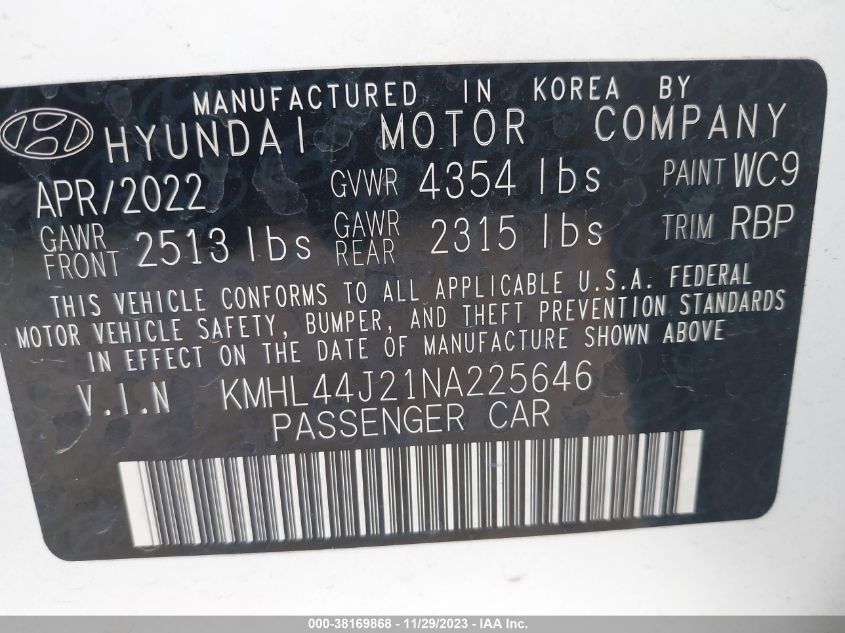 MANUFACTURED IN KOREA BY
HYUNDAI MOTOR COMPANY
APR/2022 GVWR 4354 lbs PAINT WC9
GAWR FRONT 2513 lbs GAWR REAR 2315 lbs TRIM RBP
THIS VEHICLE CONFORMS TO ALL APPLICABLE U.S.A. FEDERAL
MOTOR VEHICLE SAFETY, BUMPER, AND THEFT PREVENTION STANDARDS
IN EFFECT ON THE DATE OF MANUFACTURE SHOWN ABOVE
V.I.N KMHL44J21NA225646
PASSENGER CAR
000-38169868 - 11/29/2023 - IAA Inc.